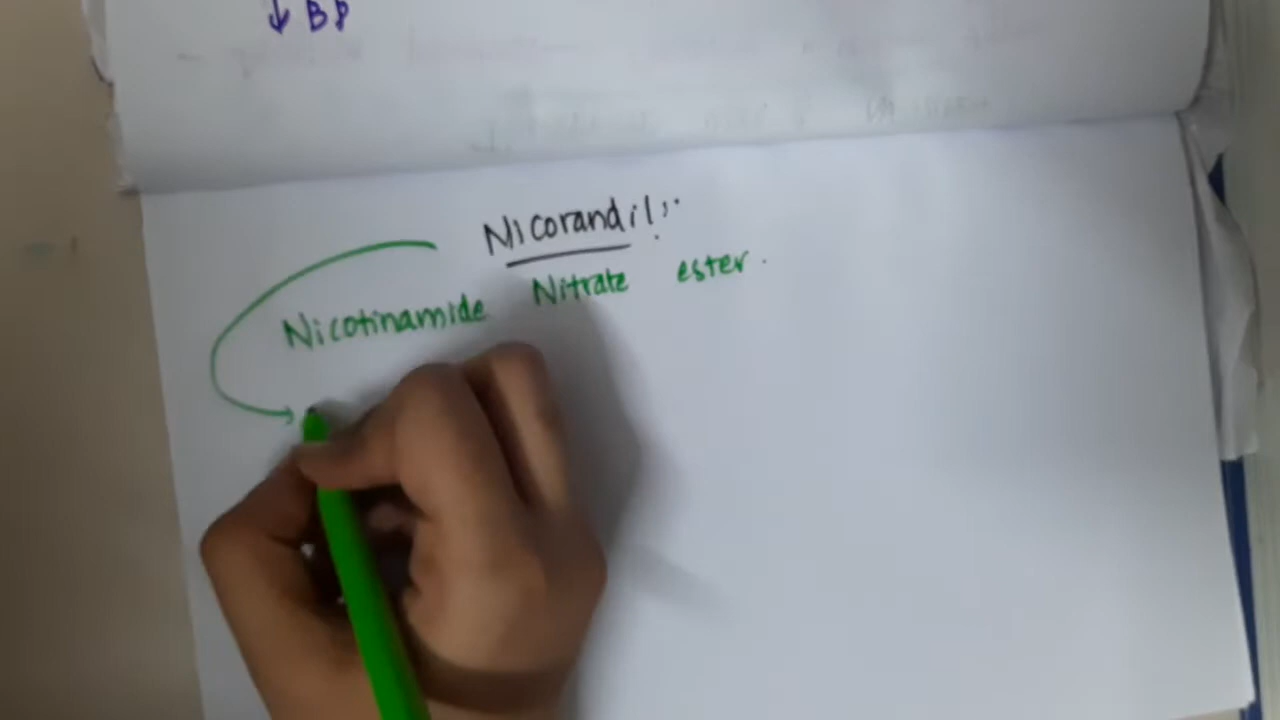 ↓ BP
Nicorandil:-
Nicotinamide Nitrate ester.